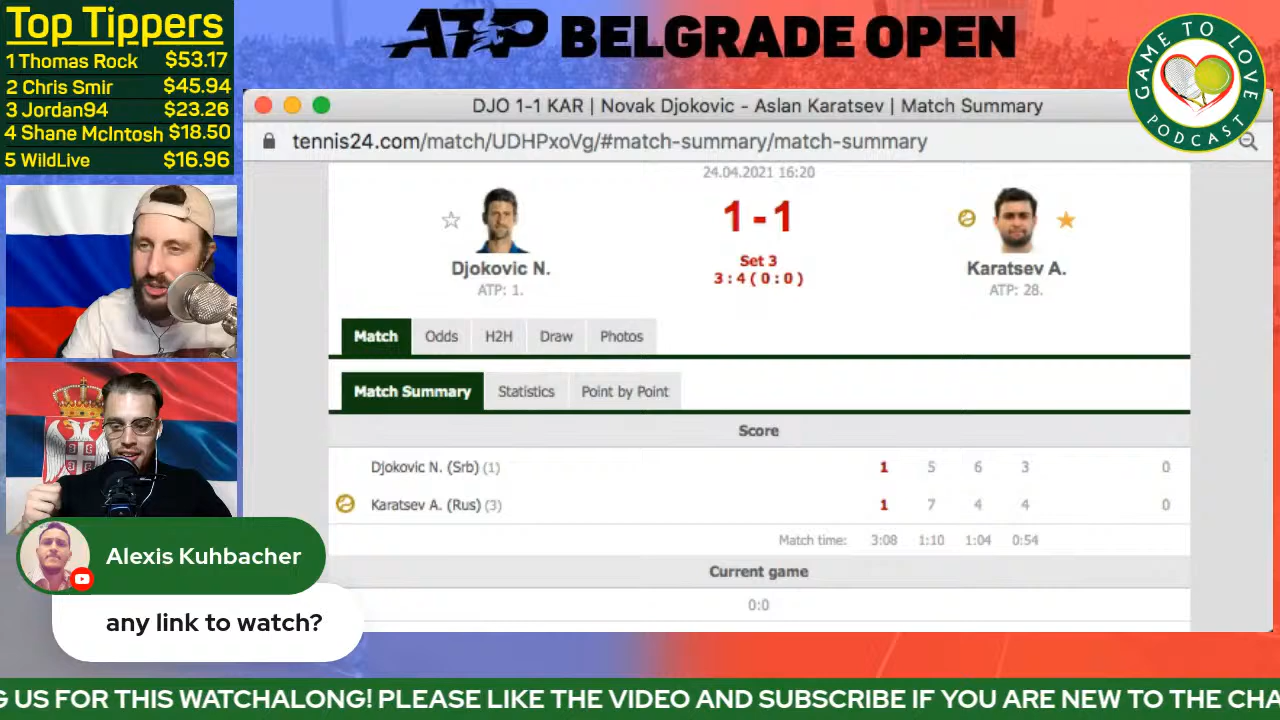 Top Tippers
1 Thomas Rock $53.17
2 Chris Smir $45.94
3 Jordan94 $23.26
4 Shane McIntosh $18.50
5 WildLive $16.96
ATP BELGRADE OPEN
GAME TO LOVE
PODCAST
DJO 1-1 KAR | Novak Djokovic - Aslan Karatsev | Match Summary
tennis24.com/match/UDHPxoVg/#match-summary/match-summary
24.04.2021 16:20
1 - 1
Set 3
3 : 4 ( 0 : 0 )
Djokovic N.
ATP: 1.
Karatsev A.
ATP: 28.
Match Odds H2H Draw Photos
Match Summary Statistics Point by Point
Score
Djokovic N. (Srb) (1) 1 5 6 3 0
Karatsev A. (Rus) (3) 1 7 4 4 0
Match time: 3:08 1:10 1:04 0:54
Current game
0:0
Alexis Kuhbacher
any link to watch?
G US FOR THIS WATCHALONG! PLEASE LIKE THE VIDEO AND SUBSCRIBE IF YOU ARE NEW TO THE CHA